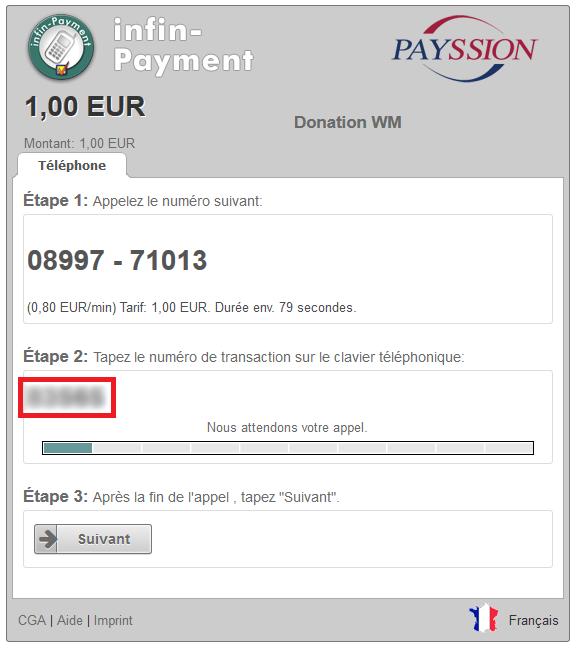 infin-Payment
infin-
Payment
PAYSSION
1,00 EUR
Donation WM
Montant: 1,00 EUR
Téléphone
Étape 1: Appelez le numéro suivant:
08997 - 71013
(0,80 EUR/min) Tarif: 1,00 EUR. Durée env. 79 secondes.
Étape 2: Tapez le numéro de transaction sur le clavier téléphonique:
Nous attendons votre appel.
Étape 3: Après la fin de l'appel , tapez "Suivant".
Suivant
CGA | Aide | Imprint
Français